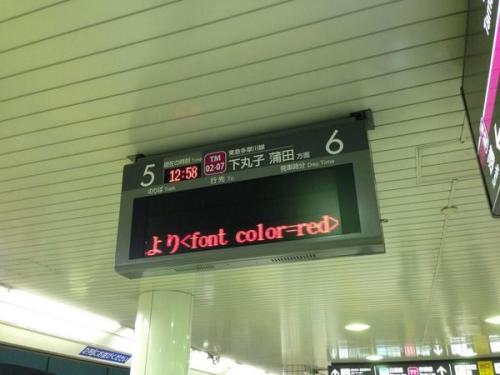 5
のりば Track
現在の時刻 Time
12:58
TM
02-07
東急多摩川線
下丸子 蒲田方面
行先 To
発車時分 Dep.Time
6
より<font color=red>